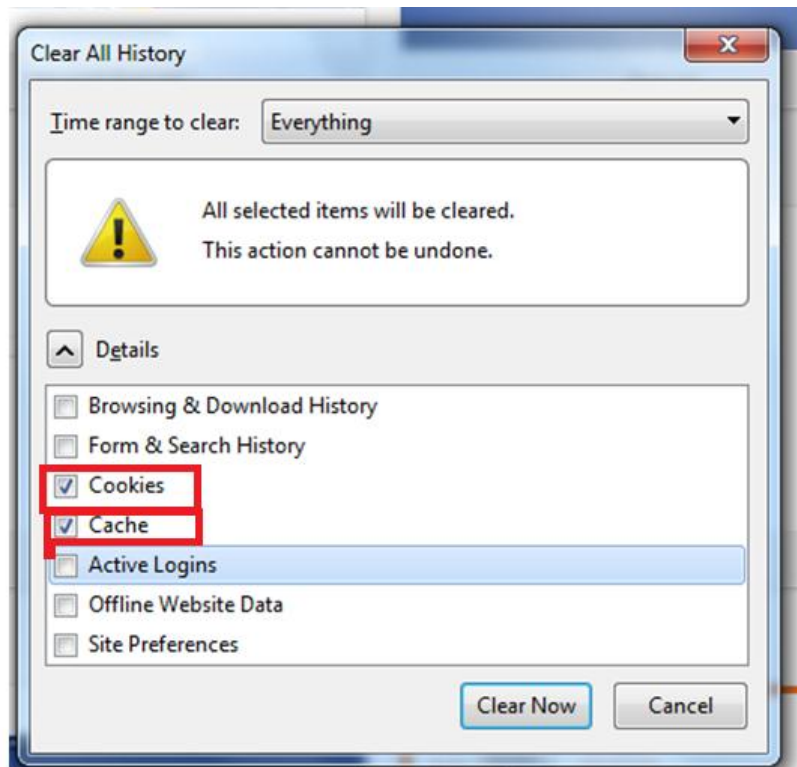 Clear All History
Time range to clear: Everything
All selected items will be cleared.
This action cannot be undone.
Details
Browsing & Download History
Form & Search History
Cookies
Cache
Active Logins
Offline Website Data
Site Preferences
Clear Now Cancel